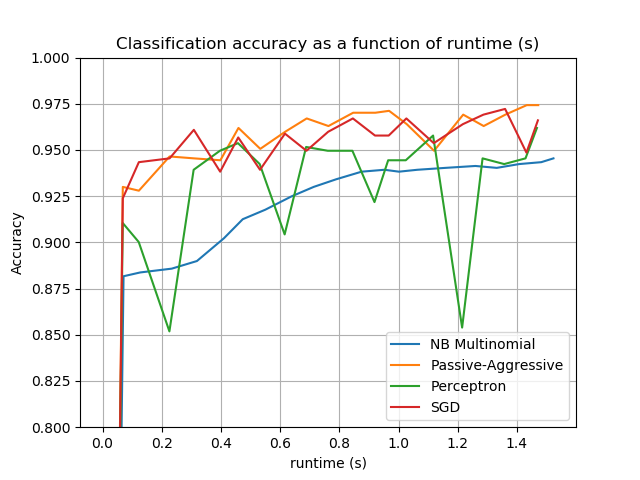 Classification accuracy as a function of runtime (s)
1.000
0.975
0.950
0.925
0.900
0.875
0.850
0.825
0.800
Accuracy
NB Multinomial
Passive-Aggressive
Perceptron
SGD
0.0 0.2 0.4 0.6 0.8 1.0 1.2 1.4
runtime (s)